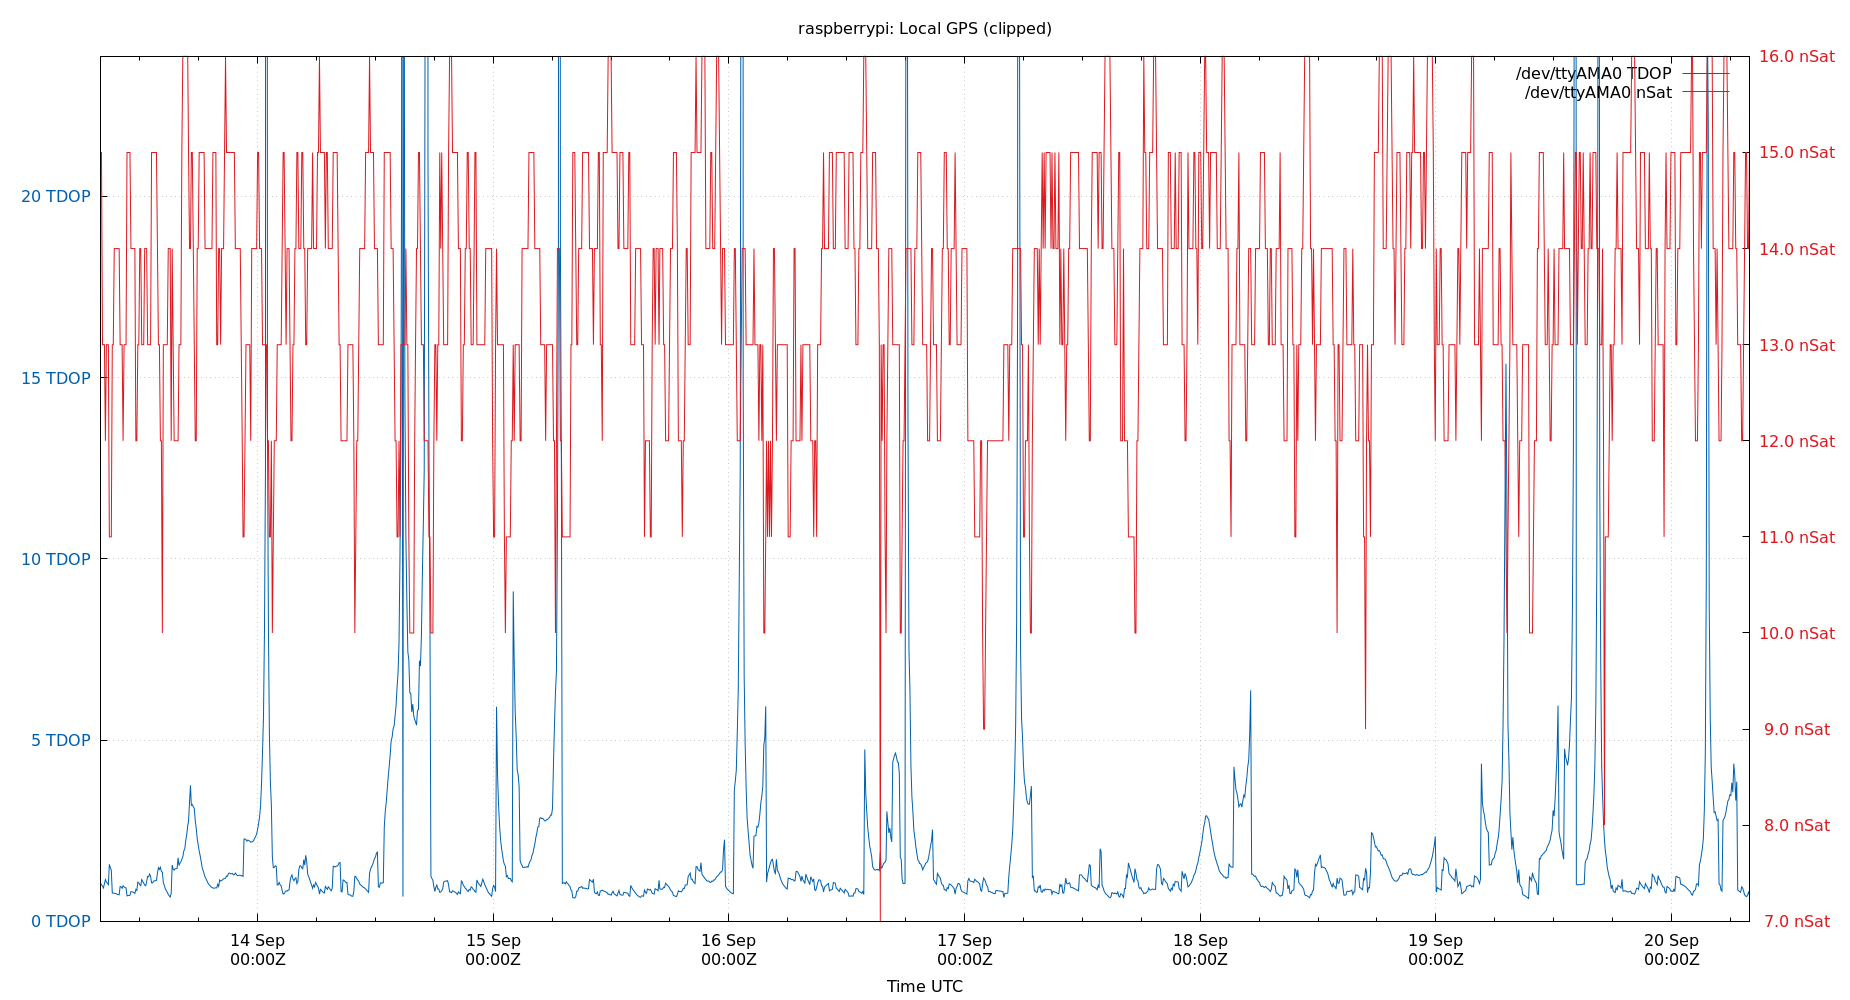 raspberrypi: Local GPS (clipped)
/dev/ttyAMA0 TDOP
/dev/ttyAMA0 nSat
20 TDOP
15 TDOP
10 TDOP
5 TDOP
0 TDOP
16.0 nSat
15.0 nSat
14.0 nSat
13.0 nSat
12.0 nSat
11.0 nSat
10.0 nSat
9.0 nSat
8.0 nSat
7.0 nSat
14 Sep
00:00Z
15 Sep
00:00Z
16 Sep
00:00Z
17 Sep
00:00Z
18 Sep
00:00Z
19 Sep
00:00Z
20 Sep
00:00Z
Time UTC